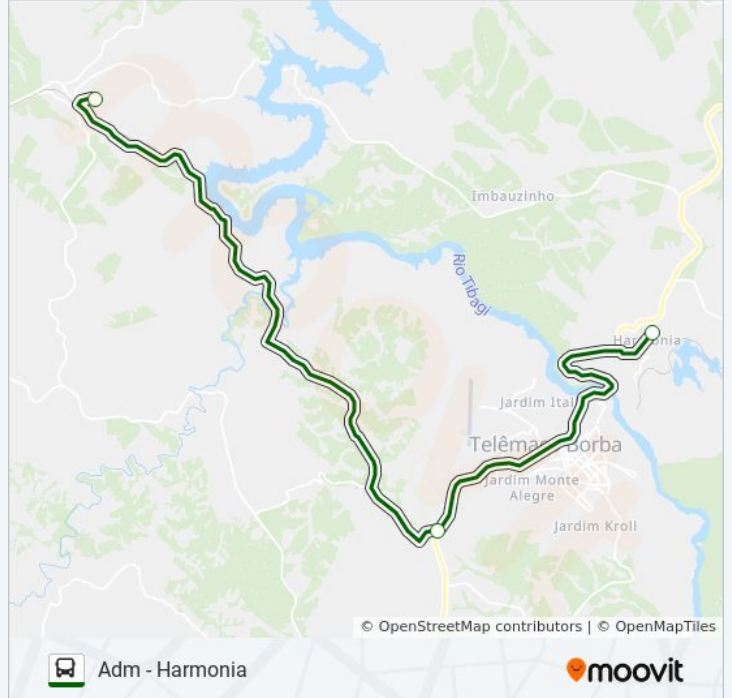 Imbauzinho
Rio Tibagi
Harmonia
Jardim Ital
Telêmaco Borba
Jardim Monte
Alegre
Jardim Kroll
© OpenStreetMap contributors | © OpenMapTiles
Adm - Harmonia
moovit